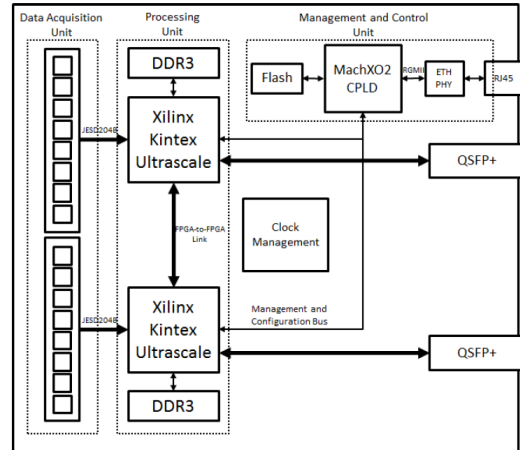 Data Acquisition
Unit
Processing
Unit
Management and Control
Unit
DDR3
Flash
MachXO2
CPLD
RGMII
ETH
PHY
RJ45
Xilinx
Kintex
Ultrascale
JESD204B
QSFP+
FPGA-to-FPGA
Link
Clock
Management
Xilinx
Kintex
Ultrascale
JESD204B
Management and
Configuration Bus
QSFP+
DDR3